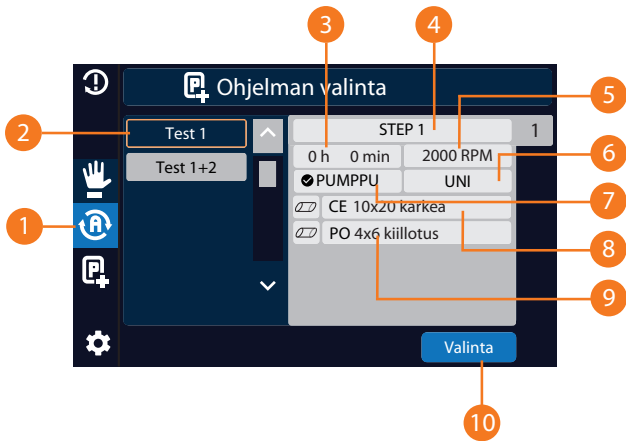 3
4
Ohjelman valinta
5
2
Test 1
STEP 1
1
0 h 0 min
2000 RPM
6
Test 1+2
PUMPPU
UNI
7
CE 10x20 karkea
8
1
A
PO 4x6 kiillotus
P
9
Valinta
10